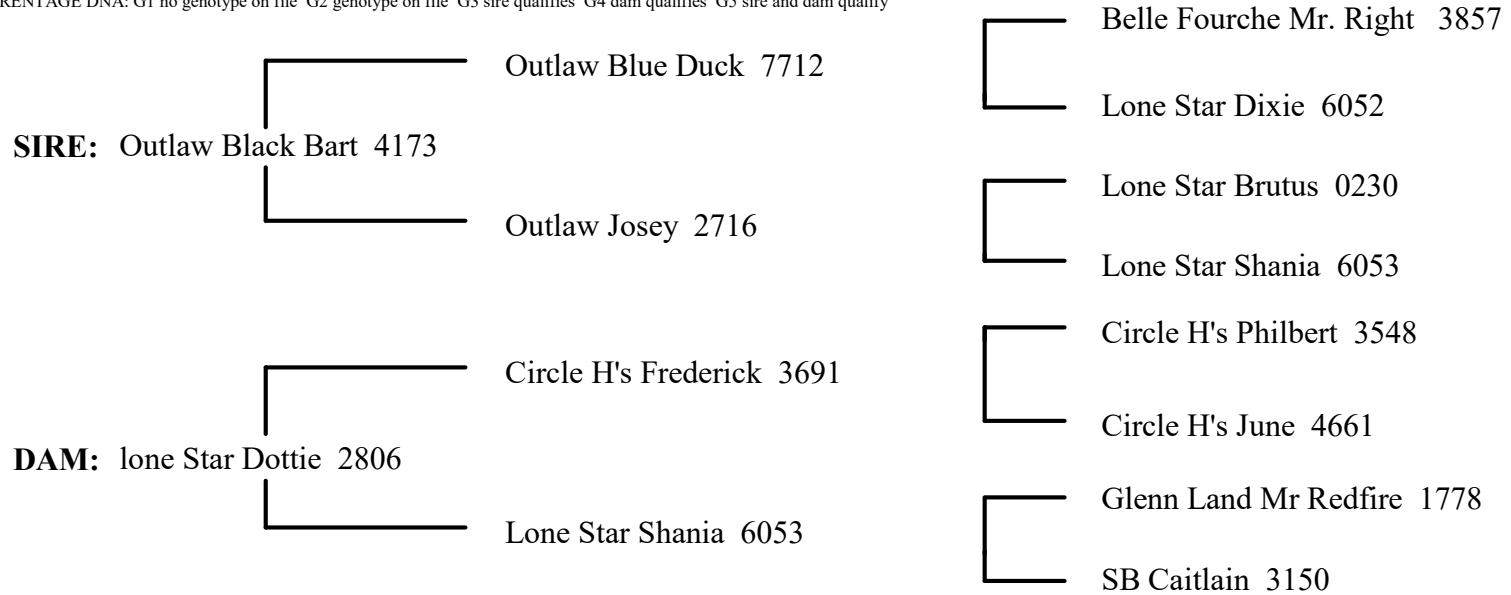 RENTAGE DNA: G1 no genotype on file G2 genotype on file G3 sire qualifies G4 dam qualifies G5 sire and dam qualify
Belle Fourche Mr. Right 3857
Outlaw Blue Duck 7712
Lone Star Dixie 6052
SIRE: Outlaw Black Bart 4173
Lone Star Brutus 0230
Outlaw Josey 2716
Lone Star Shania 6053
Circle H's Philbert 3548
Circle H's Frederick 3691
Circle H's June 4661
DAM: lone Star Dottie 2806
Glenn Land Mr Redfire 1778
Lone Star Shania 6053
SB Caitlain 3150